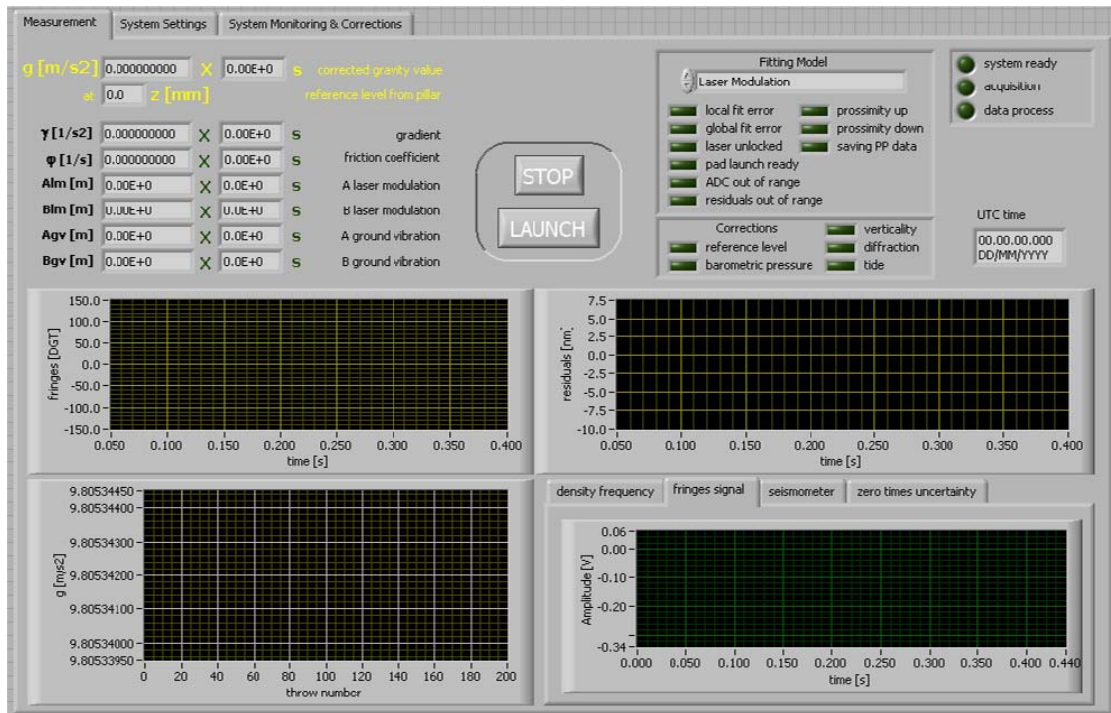 Measurement System Settings System Monitoring & Corrections
g [m/s2] 0.000000000 X 0.00E+0 s corrected gravity value
at 0.0 z [mm] reference level from pillar
γ [1/s2] 0.000000000 X 0.00E+0 s gradient
φ [1/s] 0.000000000 X 0.00E+0 s friction coefficient
Alm [m] 0.00E+0 X 0.0E+0 s A laser modulation
Blm [m] 0.00E+0 X 0.0E+0 s B laser modulation
Agv [m] 0.00E+0 X 0.0E+0 s A ground vibration
Bgv [m] 0.00E+0 X 0.0E+0 s B ground vibration
STOP
LAUNCH
Fitting Model
Laser Modulation
local fit error prossimity up
global fit error prossimity down
laser unlocked saving PP data
pad launch ready
ADC out of range
residuals out of range
Corrections verticality
reference level diffraction
barometric pressure tide
system ready
acquisition
data process
UTC time
00.00.00.000
DD/MM/YYYY
fringes [DGT]
150.0
100.0
50.0
0.0
-50.0
-100.0
-150.0
0.050 0.100 0.150 0.200 0.250 0.300 0.350 0.400
time [s]
residuals [nm]
7.5
5.0
2.5
0.0
-2.5
-5.0
-7.5
-10.0
0.050 0.100 0.150 0.200 0.250 0.300 0.350 0.400
time [s]
g [m/s2]
9.80534450
9.80534400
9.80534300
9.80534200
9.80534100
9.80534000
9.80533950
0 20 40 60 80 100 120 140 160 180 200
throw number
density frequency fringes signal seismometer zero times uncertainty
Amplitude [V]
0.06
0.00
-0.10
-0.20
-0.34
0.000 0.050 0.100 0.150 0.200 0.250 0.300 0.350 0.400 0.440
time [s]